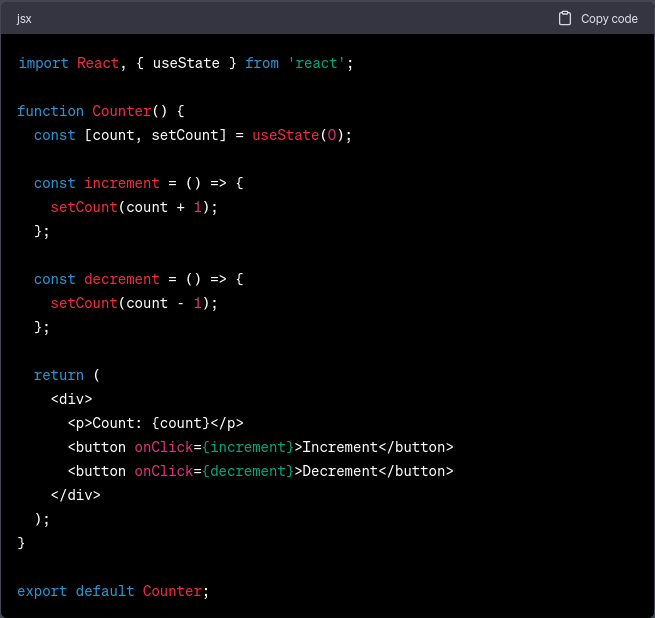 jsx
Copy code
import React, { useState } from 'react';
function Counter() {
  const [count, setCount] = useState(0);
  const increment = () => {
    setCount(count + 1);
  };
  const decrement = () => {
    setCount(count - 1);
  };
  return (
    <div>
      <p>Count: {count}</p>
      <button onClick={increment}>Increment</button>
      <button onClick={decrement}>Decrement</button>
    </div>
  );
}
export default Counter;